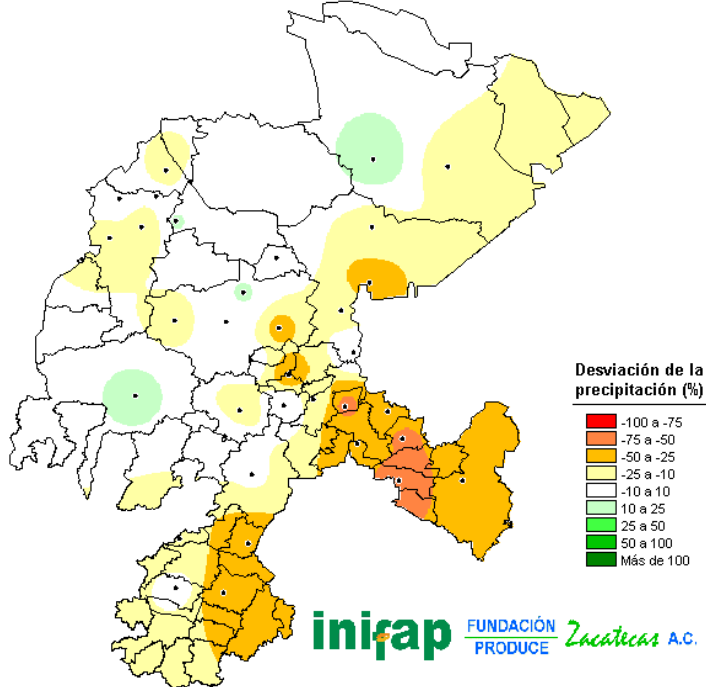 Desviación de la
precipitación (%)
-100 a -75
-75 a -50
-50 a -25
-25 a -10
-10 a 10
10 a 25
25 a 50
50 a 100
Más de 100
inifap
FUNDACIÓN
PRODUCE
Zacatecas A.C.